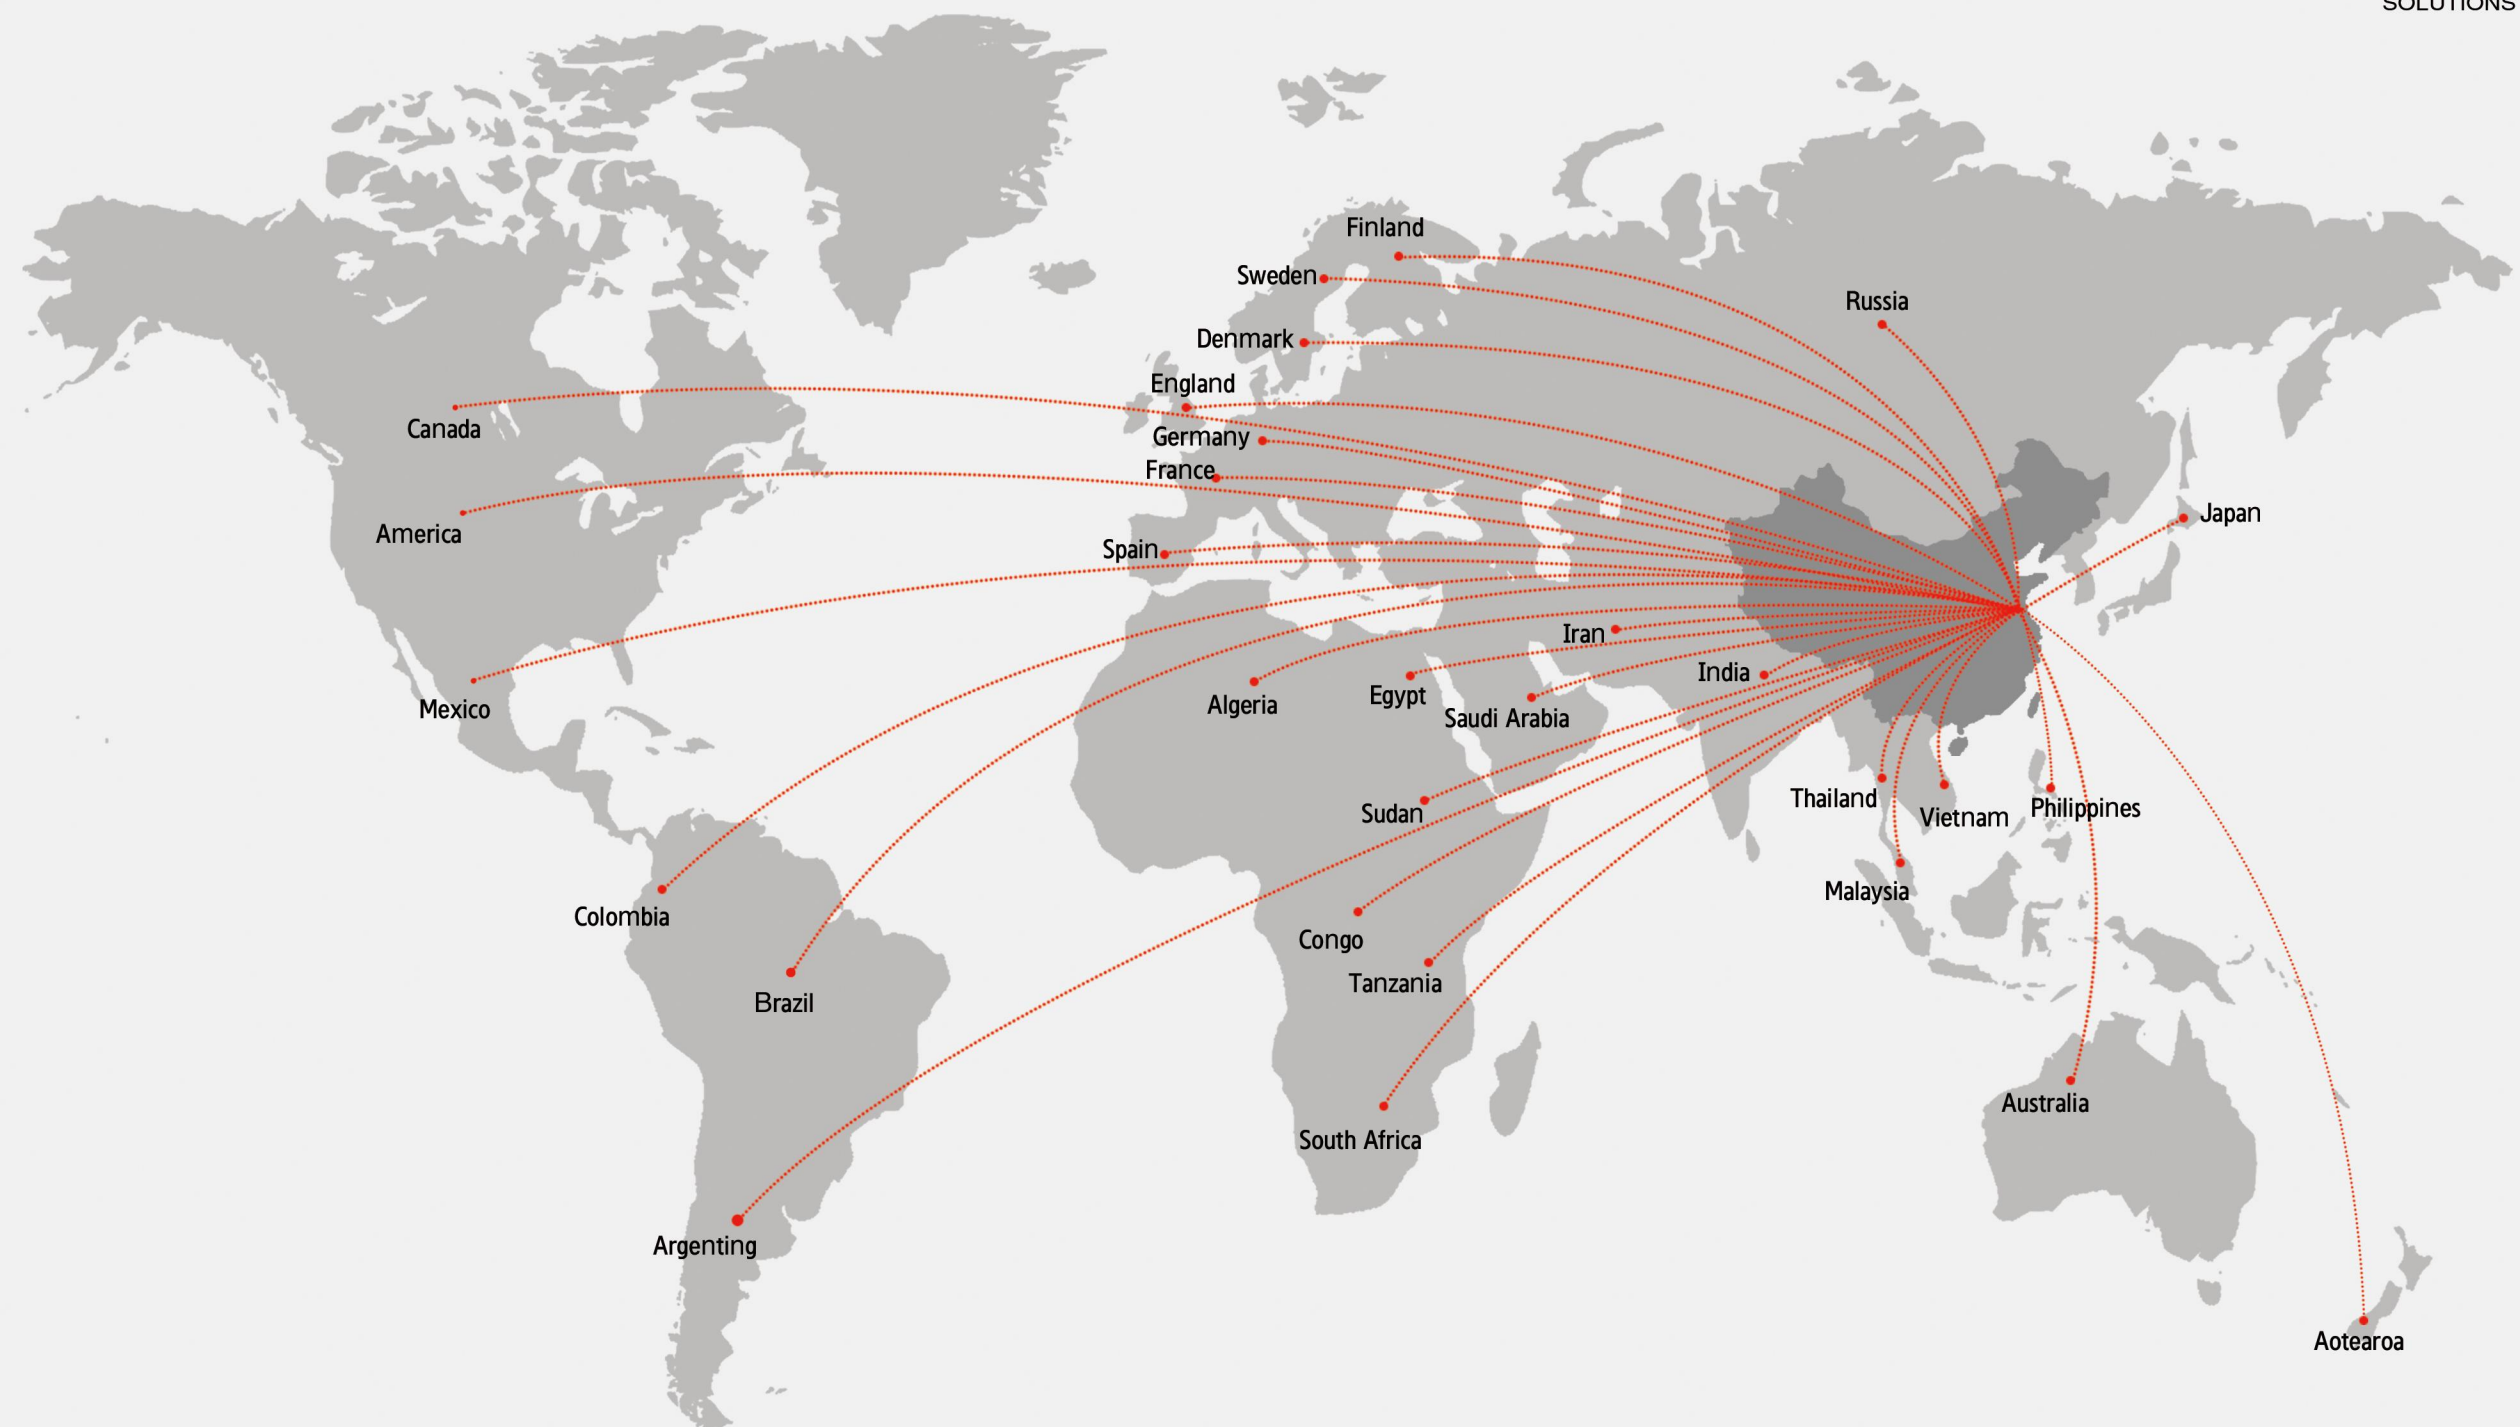 SOLUTIONS
Finland
Sweden
Russia
Denmark
England
Canada
Germany
France
America
Japan
Spain
Iran
India
Mexico
Algeria
Egypt
Saudi Arabia
Thailand
Sudan
Vietnam
Philippines
Malaysia
Colombia
Congo
Tanzania
Brazil
Australia
South Africa
Argenting
Aotearoa